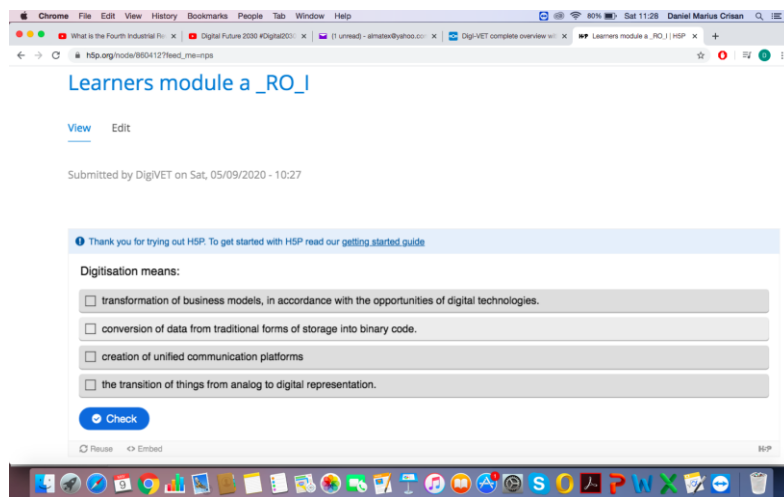 Chrome File Edit View History Bookmarks People Tab Window Help 80% Sat 11:28 Daniel Marius Crisan
What is the Fourth Industrial Re Digital Future 2030 #Digital203 (1 unread) - almatex@yahoo.co Digi-VET complete overview wit Learners module a _RO_I | H5P
h5p.org/node/860412?feed_me=nps
Learners module a _RO_I
View Edit
Submitted by DigiVET on Sat, 05/09/2020 - 10:27
Thank you for trying out H5P. To get started with H5P read our getting started guide
Digitisation means:
transformation of business models, in accordance with the opportunities of digital technologies.
conversion of data from traditional forms of storage into binary code.
creation of unified communication platforms
the transition of things from analog to digital representation.
Check
Reuse <> Embed H5P